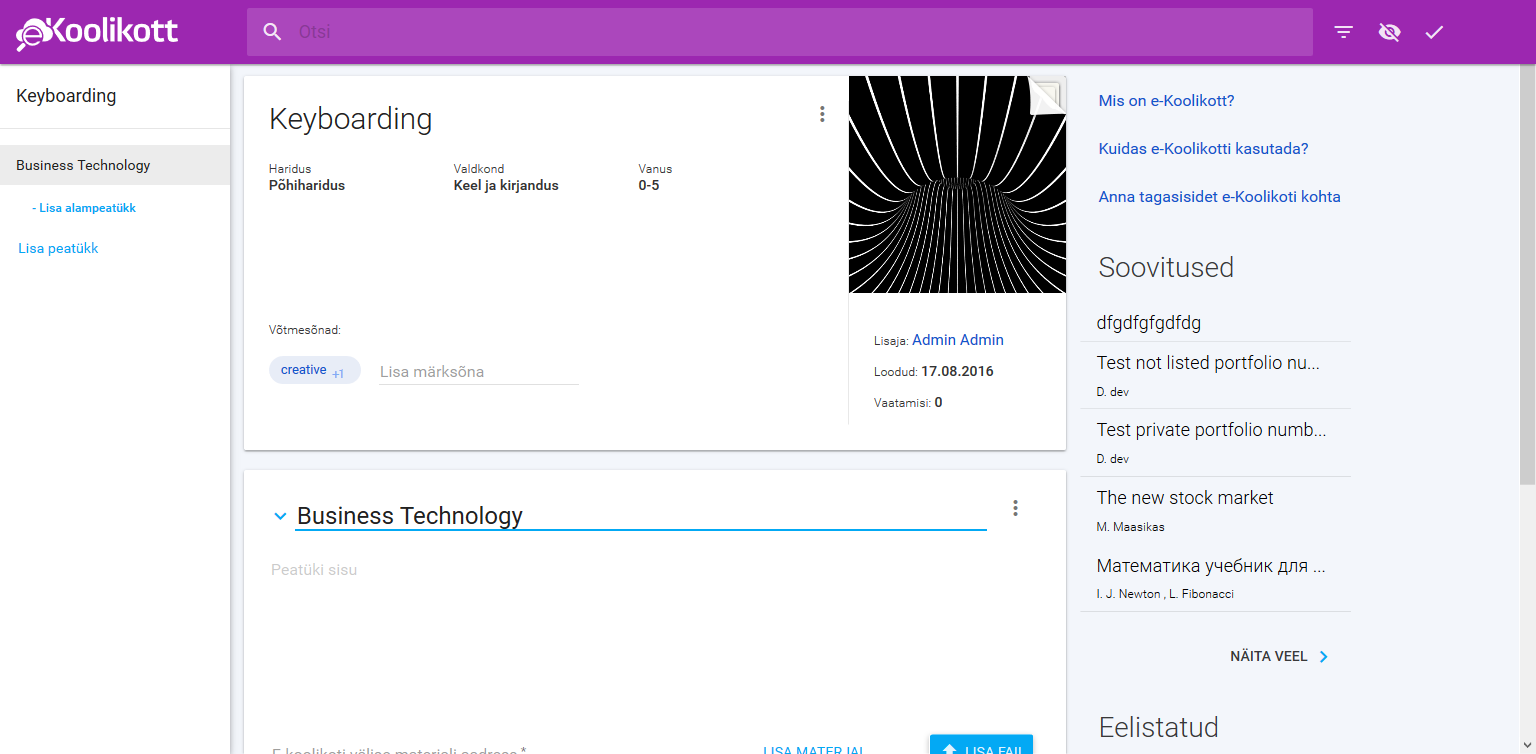 eKoolikott
Otsi
Keyboarding
Business Technology
- Lisa alampeatükk
Lisa peatükk
Keyboarding
Haridus
Põhiharidus
Valdkond
Keel ja kirjandus
Vanus
0-5
Võtmesõnad:
creative +1
Lisa märksõna
Lisaja: Admin Admin
Loodud: 17.08.2016
Vaatamisi: 0
Business Technology
Peatüki sisu
E-koolikoti välise materjali aadress *
LISA MATERJAL
LISA FAIL
Mis on e-Koolikott?
Kuidas e-Koolikotti kasutada?
Anna tagasisidet e-Koolikoti kohta
Soovitused
dfgdfgfgdfdg
Test not listed portfolio nu...
D. dev
Test private portfolio numb...
D. dev
The new stock market
M. Maasikas
Математика учебник для ...
I. J. Newton , L. Fibonacci
NÄITA VEEL
Eelistatud